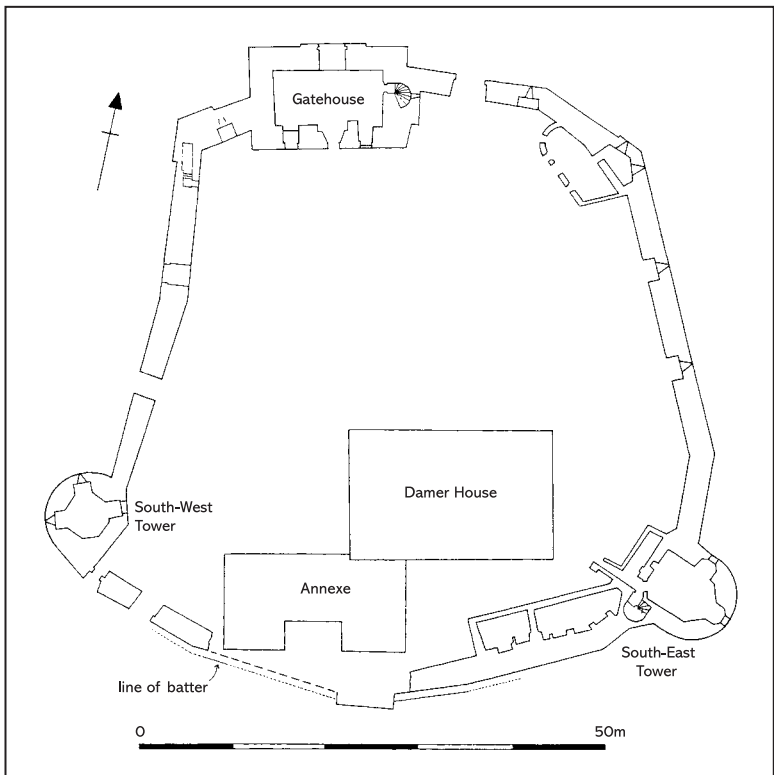 Gatehouse
Damer House
South-West
Tower
Annexe
South-East
Tower
line of batter
0 50m